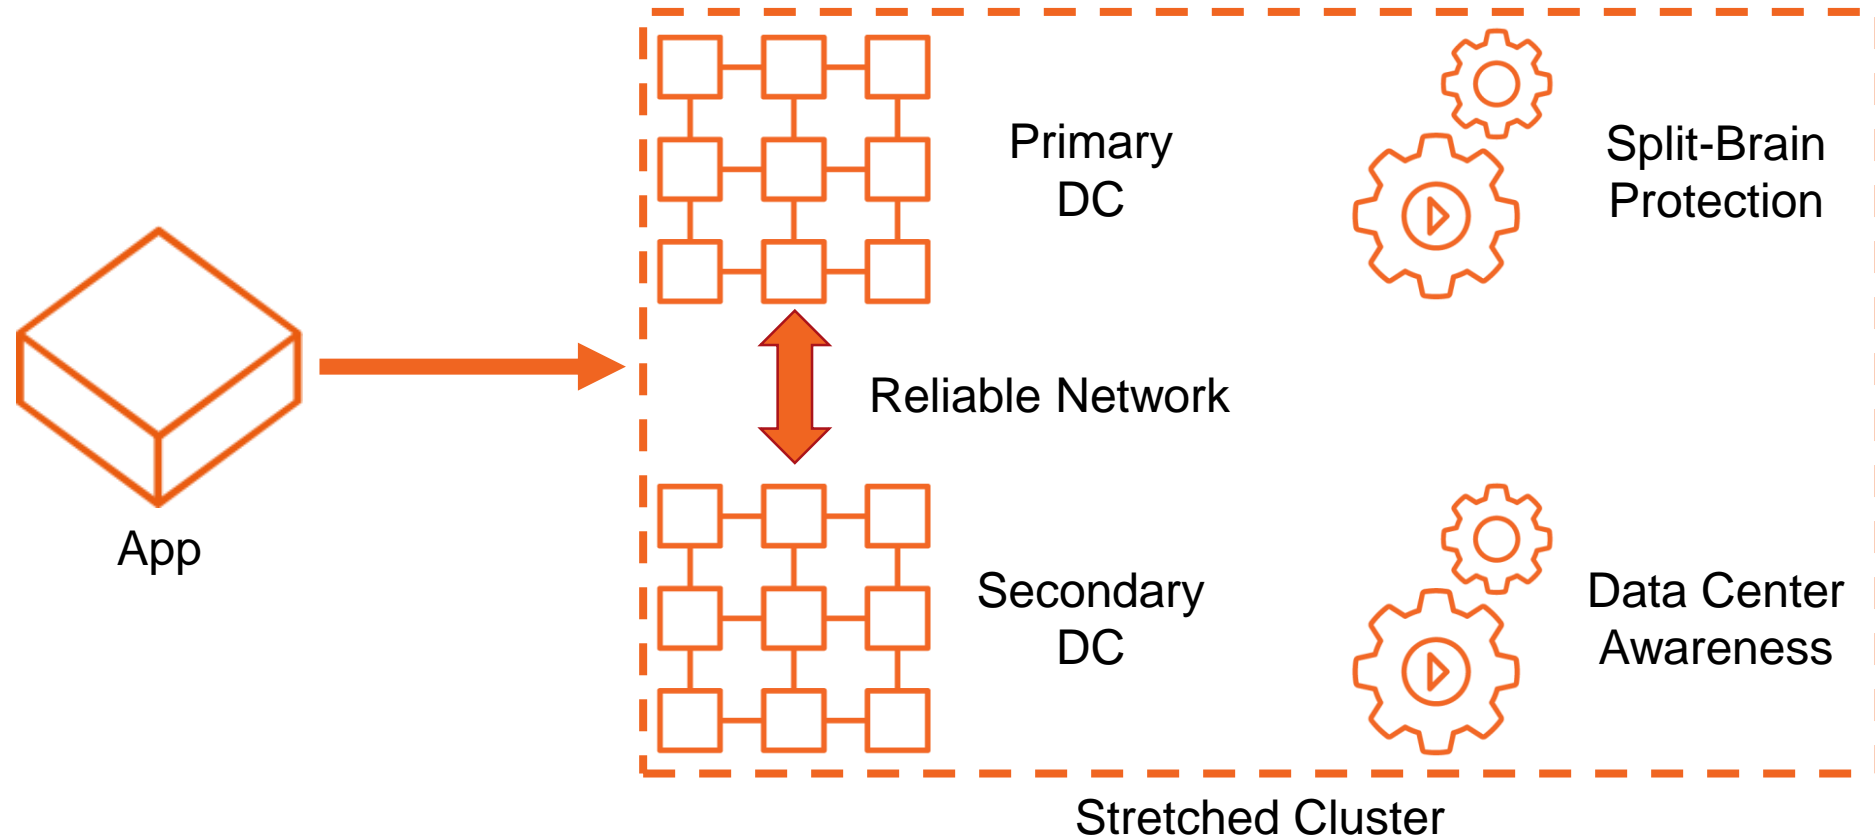 Primary
DC
Split-Brain
Protection
Reliable Network
App
Secondary
DC
Data Center
Awareness
Stretched Cluster